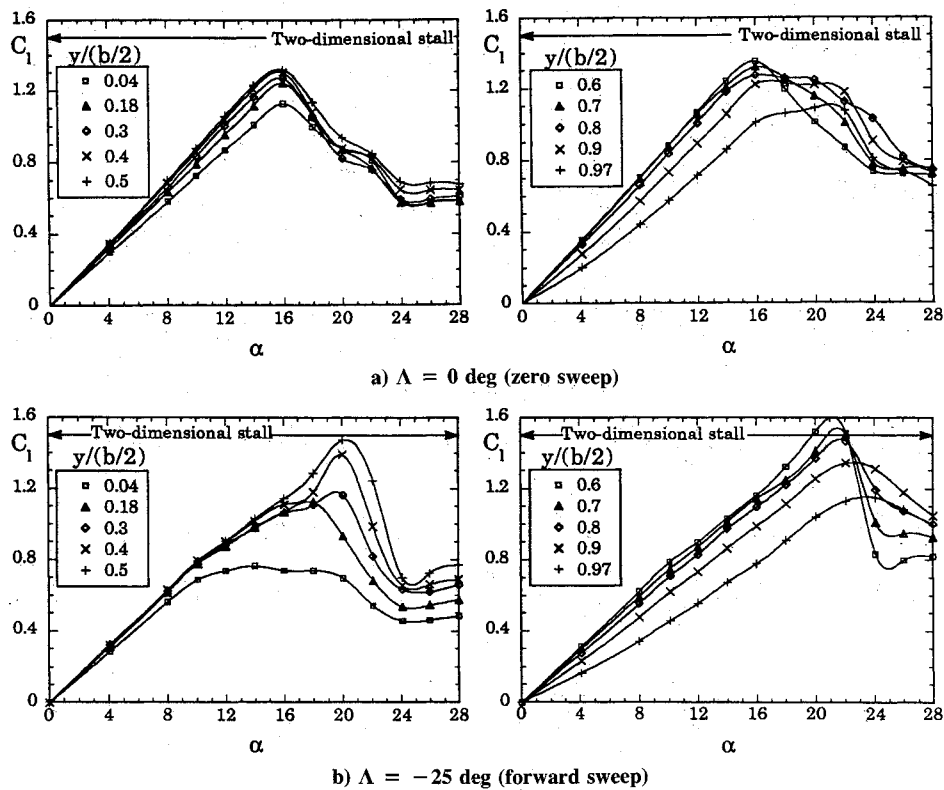 1.6
C1
1.2
0.8
0.4
0
Two-dimensional stall
y/(b/2)
0.04
0.18
0.3
0.4
0.5
0 4 8 12 16 20 24 28
α
1.6
C1
1.2
0.8
0.4
0
Two-dimensional stall
y/(b/2)
0.6
0.7
0.8
0.9
0.97
0 4 8 12 16 20 24 28
α
a) Λ = 0 deg (zero sweep)
1.6
C1
1.2
0.8
0.4
0
Two-dimensional stall
y/(b/2)
0.04
0.18
0.3
0.4
0.5
0 4 8 12 16 20 24 28
α
1.6
C1
1.2
0.8
0.4
0
Two-dimensional stall
y/(b/2)
0.6
0.7
0.8
0.9
0.97
0 4 8 12 16 20 24 28
α
b) Λ = −25 deg (forward sweep)